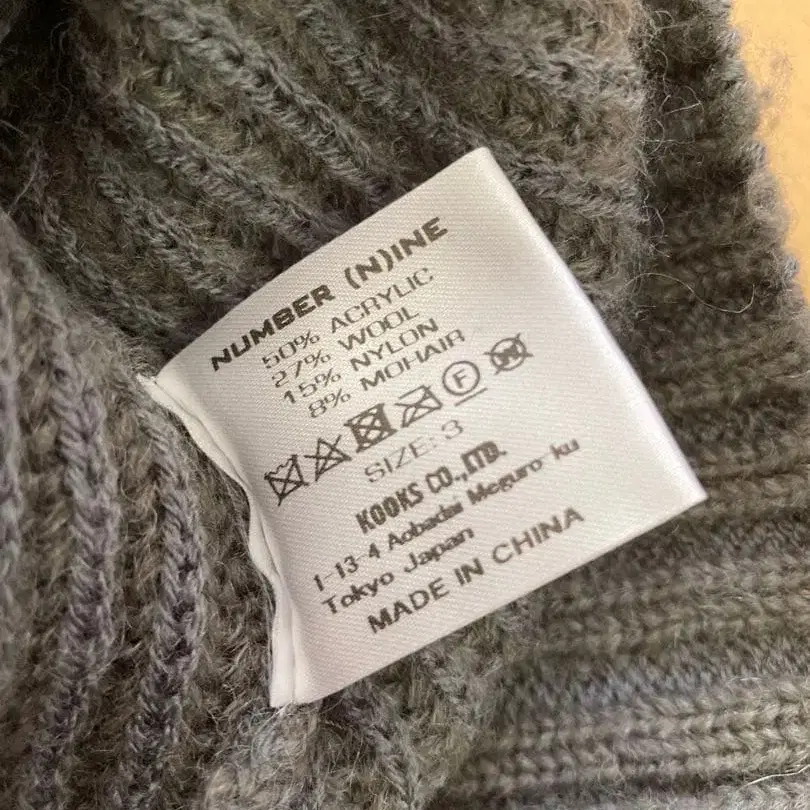 NUMBER (N)INE
50% ACRYLIC
27% WOOL
15% NYLON
8% MOHAIR
F W
SIZE: 3
KOOKS CO.,LTD.
1-13-4 Aobadai Meguro-ku
Tokyo Japan
MADE IN CHINA